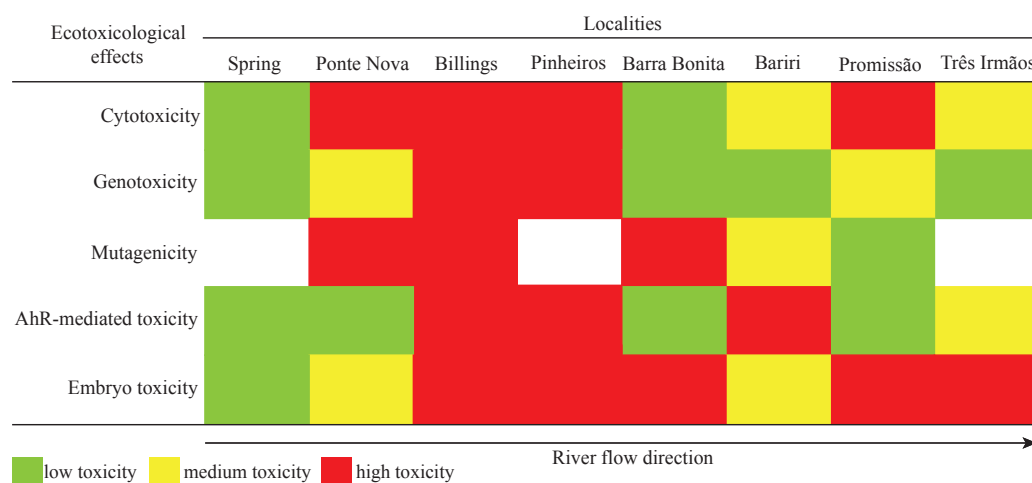 Ecotoxicological
effects
Localities
Spring Ponte Nova Billings Pinheiros Barra Bonita Bariri Promissão Três Irmãos
Cytotoxicity
Genotoxicity
Mutagenicity
AhR-mediated toxicity
Embryo toxicity
River flow direction
low toxicity medium toxicity high toxicity